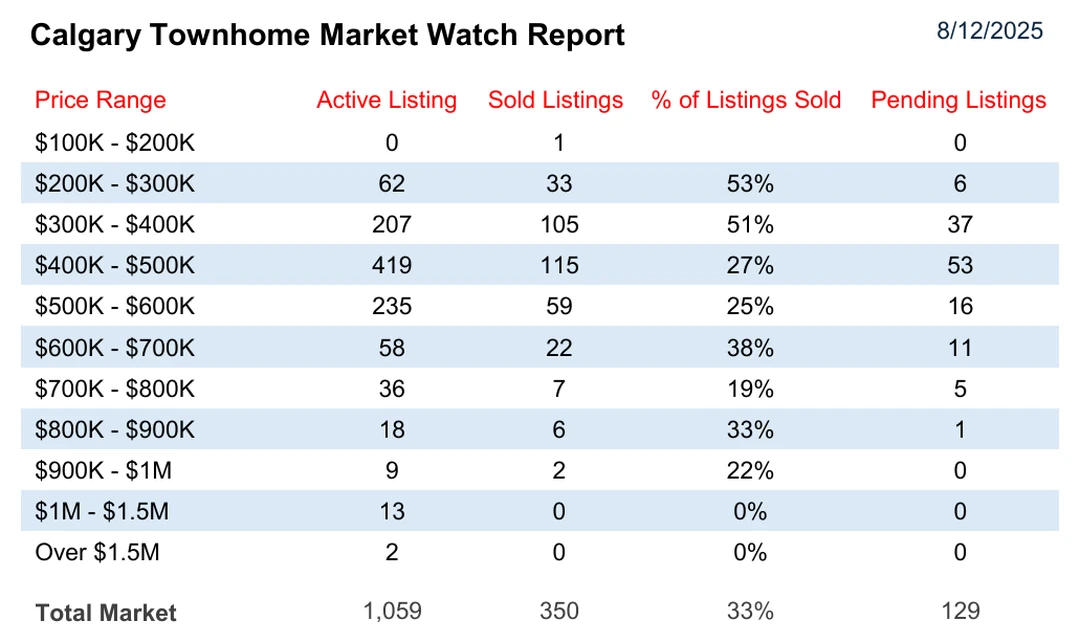 Calgary Townhome Market Watch Report 8/12/2025
Price Range Active Listing Sold Listings % of Listings Sold Pending Listings
$100K - $200K 0 1 0
$200K - $300K 62 33 53% 6
$300K - $400K 207 105 51% 37
$400K - $500K 419 115 27% 53
$500K - $600K 235 59 25% 16
$600K - $700K 58 22 38% 11
$700K - $800K 36 7 19% 5
$800K - $900K 18 6 33% 1
$900K - $1M 9 2 22% 0
$1M - $1.5M 13 0 0% 0
Over $1.5M 2 0 0% 0
Total Market 1,059 350 33% 129